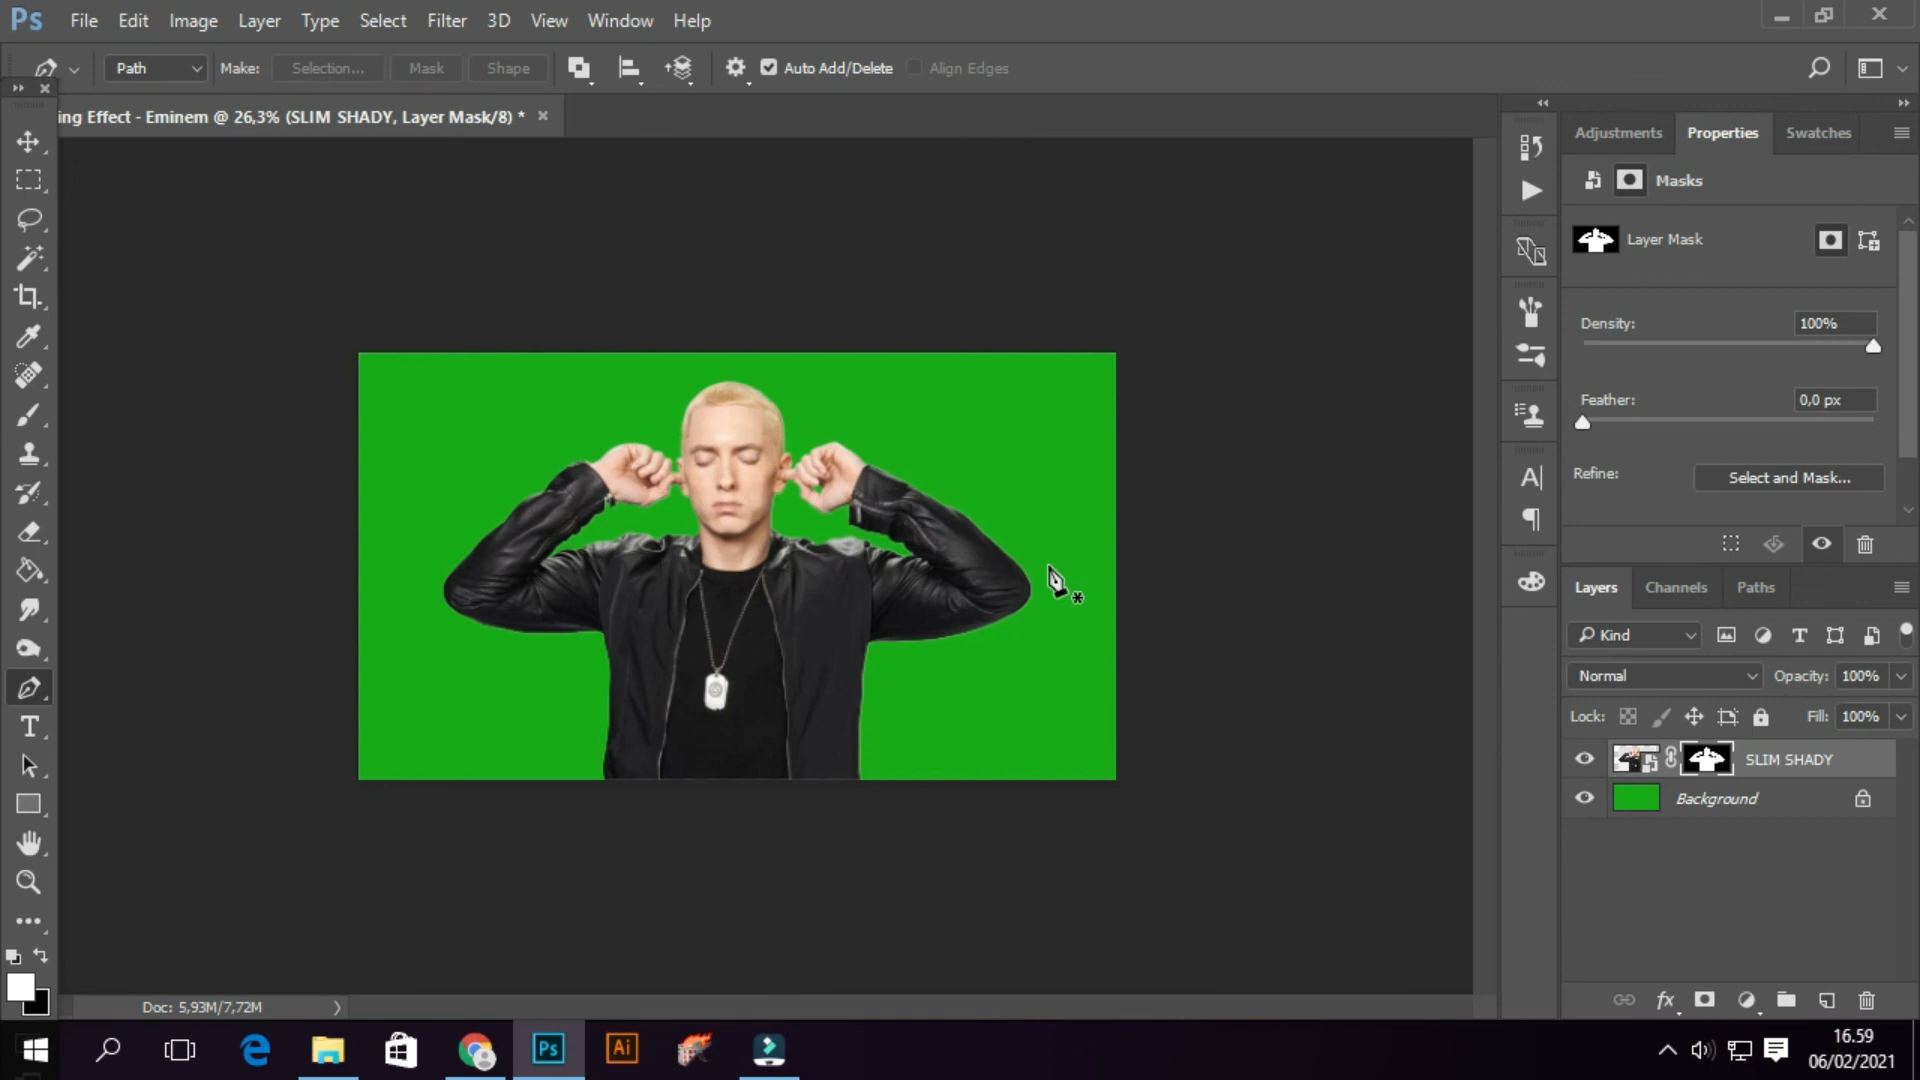 Ps File Edit Image Layer Type Select Filter 3D View Window Help
Path Make: Selection... Mask Shape Auto Add/Delete Align Edges
ing Effect - Eminem @ 26,3% (SLIM SHADY, Layer Mask/8) *
Adjustments Properties Swatches
Masks
Layer Mask
Density: 100%
Feather: 0,0 px
Refine: Select and Mask...
Layers Channels Paths
Kind
Normal Opacity: 100%
Lock: Fill: 100%
SLIM SHADY
Background
Doc: 5,93M/7,72M
Ps Ai
16.59
06/02/2021